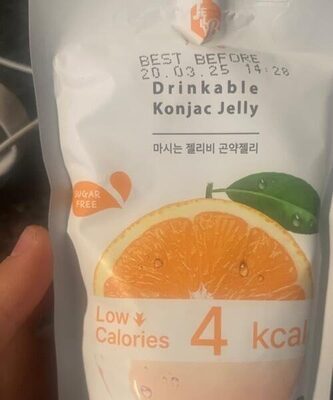 BEST BEFORE
20.03.25 14:28
Drinkable
Konjac Jelly
마시는 젤리비 곤약젤리
SUGAR
FREE
Low
Calories
4 kcal